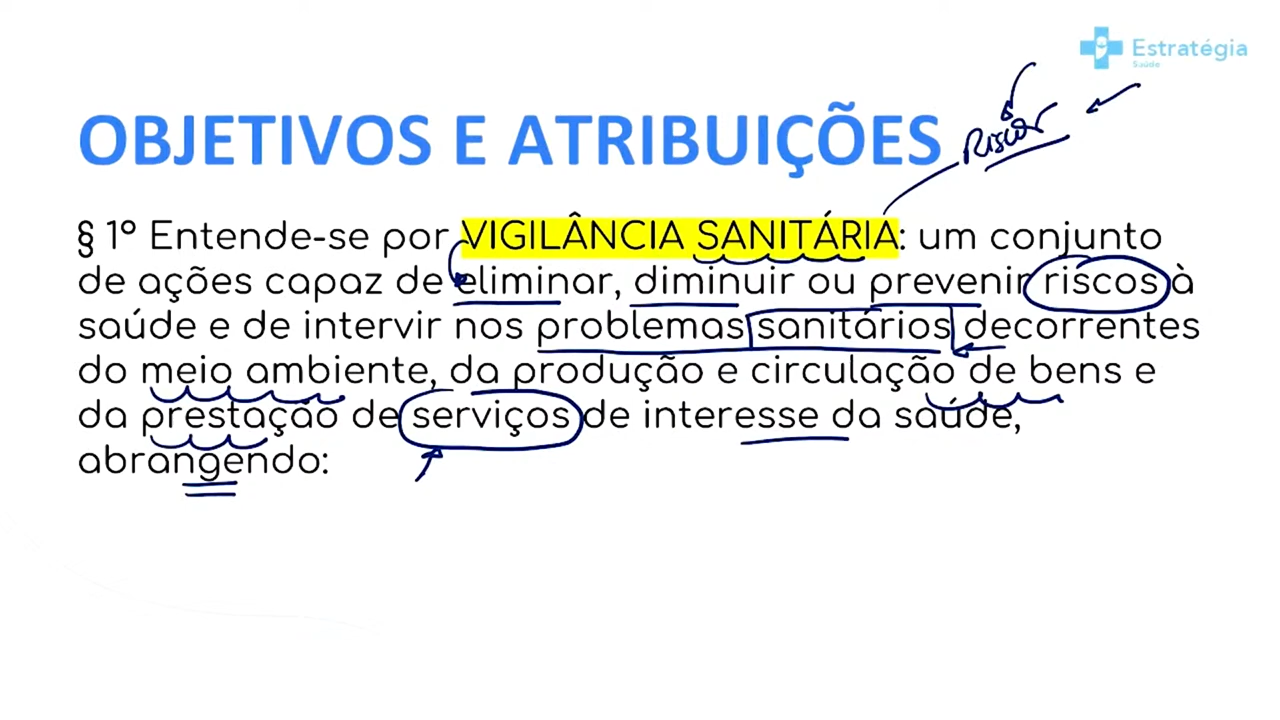 Estratégia
Saúde
OBJETIVOS E ATRIBUIÇÕES
Riscos
§ 1º Entende-se por VIGILÂNCIA SANITÁRIA: um conjunto
de ações capaz de eliminar, diminuir ou prevenir riscos à
saúde e de intervir nos problemas sanitários decorrentes
do meio ambiente, da produção e circulação de bens e
da prestação de serviços de interesse da saúde,
abrangendo: